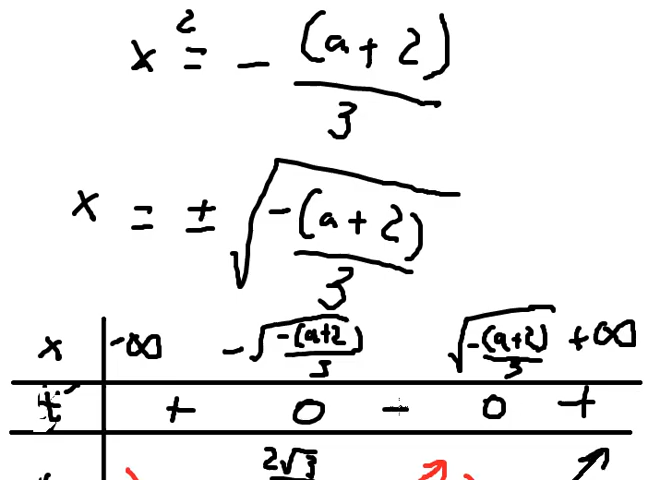 x² = - (a+2)/3
x = ± √(-(a+2)/3)
x -∞ -√(-(a+2)/3) √(-(a+2)/3) +∞
t' + 0 - 0 +
2√3